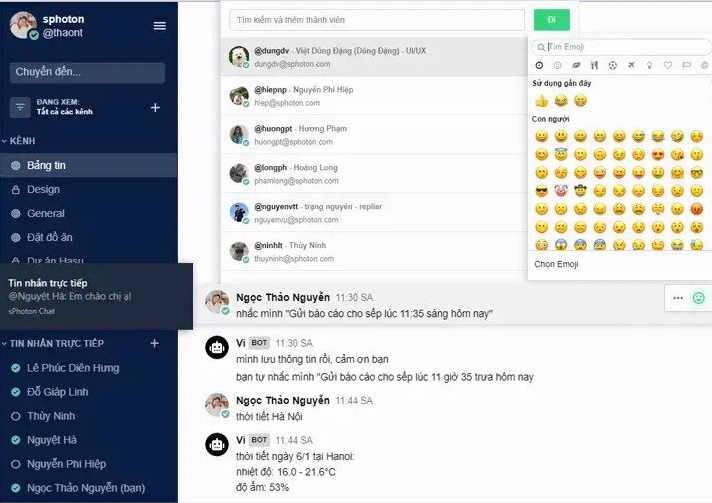 sphoton
@thaont
Chuyển đến...
ĐANG XEM:
Tất cả các kênh
KÊNH
Bảng tin
Design
General
Đặt đồ ăn
Dự án Hasu
Tin nhắn trực tiếp
@Nguyệt Hà: Em chào chị ạ!
sPhoton Chat
TIN NHẮN TRỰC TIẾP
Lê Phúc Diên Hưng
Đỗ Giáp Linh
Thùy Ninh
Nguyệt Hà
Nguyễn Phi Hiệp
Ngọc Thảo Nguyễn (bạn)
Tìm kiếm và thêm thành viên
ĐI
@dungdv - Việt Dũng Đặng (Dũng Đặng) - UI/UX
dungdv@sphoton.com
@hiepnp - Nguyễn Phi Hiệp
hiep@sphoton.com
@huongpt - Hương Phạm
huongpt@sphoton.com
@longph - Hoàng Long
phamlong@sphoton.com
@nguyenvtt - trạng nguyên - replier
nguyenvu@sphoton.com
@ninhlt - Thùy Ninh
thuyninh@sphoton.com
Tìm Emoji
Sử dụng gần đây
Con người
Chọn Emoji
Ngọc Thảo Nguyễn 11:30 SA
nhắc mình "Gửi báo cáo cho sếp lúc 11:35 sáng hôm nay"
Vi BOT 11:30 SA
mình lưu thông tin rồi, cảm ơn bạn
bạn tự nhắc mình "Gửi báo cáo cho sếp lúc 11 giờ 35 trưa hôm nay
Ngọc Thảo Nguyễn 11:44 SA
thời tiết Hà Nội
Vi BOT 11:44 SA
thời tiết ngày 6/1 tại Hanoi:
nhiệt độ: 16.0 - 21.6°C
độ ẩm: 53%